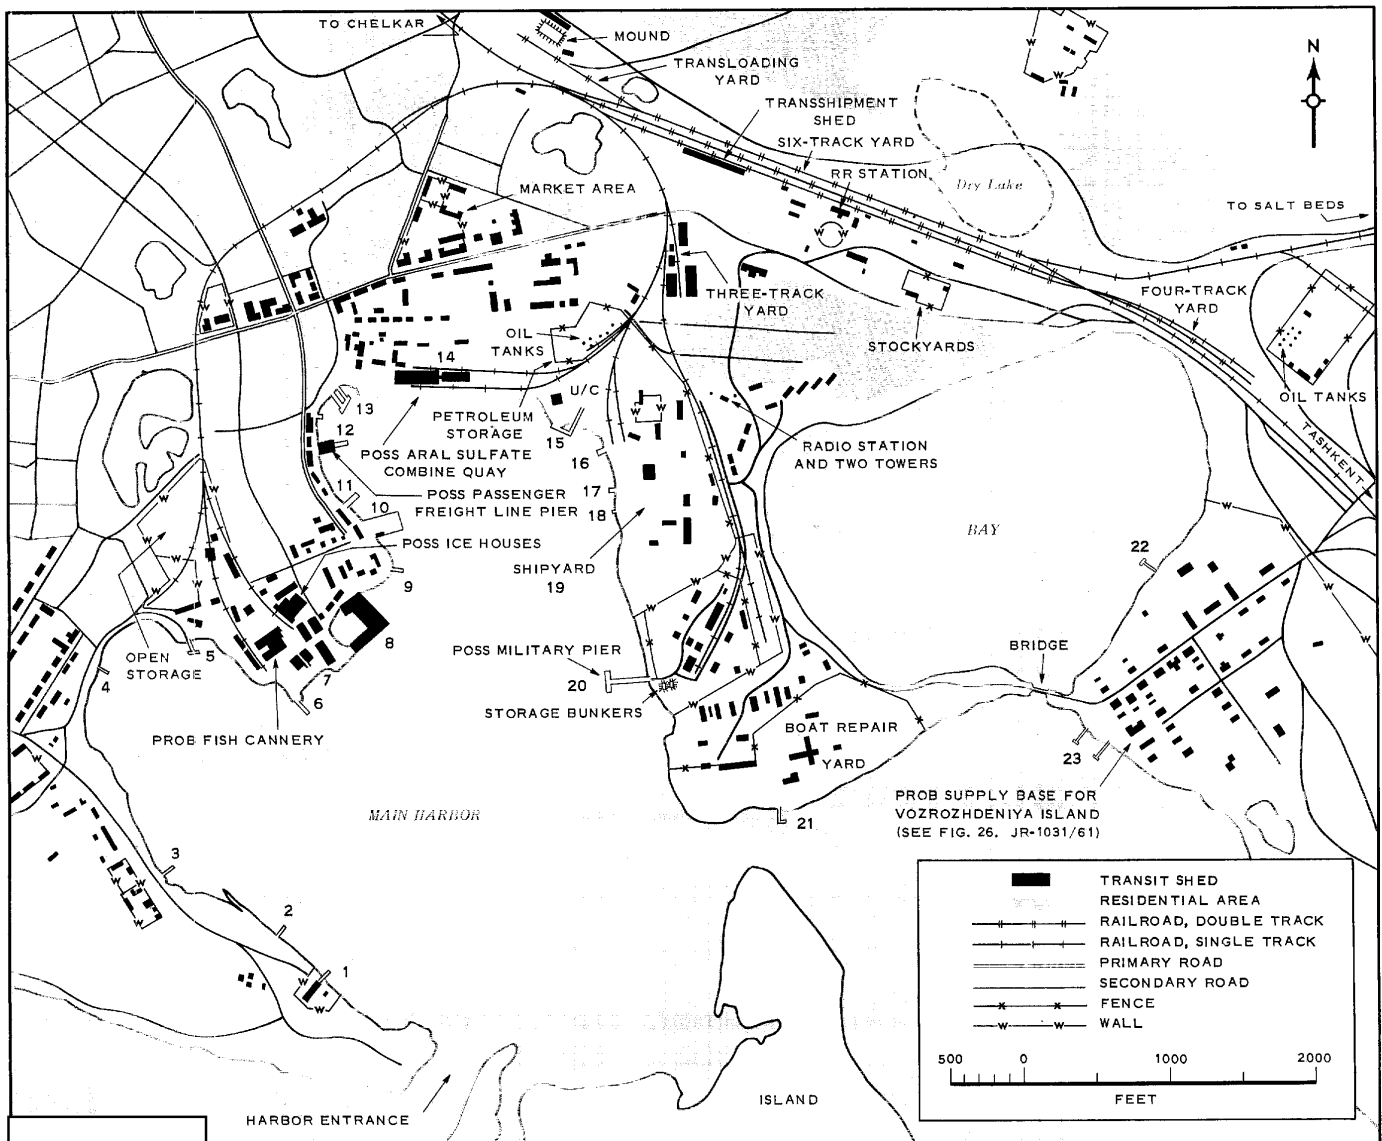 TO CHELKAR
MOUND
TRANSLOADING
YARD
N
TRANSSHIPMENT
SHED
SIX-TRACK YARD
RR STATION
Dry Lake
TO SALT BEDS
MARKET AREA
THREE-TRACK
YARD
FOUR-TRACK
YARD
OIL
TANKS
STOCKYARDS
OIL TANKS
TASHKENT
14
U/C
13
PETROLEUM
STORAGE
12
15
POSS ARAL SULFATE
COMBINE QUAY
16
RADIO STATION
AND TWO TOWERS
POSS PASSENGER
FREIGHT LINE PIER
11
10
17
18
BAY
POSS ICE HOUSES
22
SHIPYARD
19
9
8
OPEN
STORAGE
5
4
7
6
POSS MILITARY PIER
20
BRIDGE
STORAGE BUNKERS
PROB FISH CANNERY
BOAT REPAIR
YARD
23
MAIN HARBOR
21
PROB SUPPLY BASE FOR
VOZROZHDENIYA ISLAND
(SEE FIG. 26. JR-1031/61)
3
2
1
TRANSIT SHED
RESIDENTIAL AREA
RAILROAD, DOUBLE TRACK
RAILROAD, SINGLE TRACK
PRIMARY ROAD
SECONDARY ROAD
x x FENCE
W W WALL
500 0 1000 2000
FEET
ISLAND
HARBOR ENTRANCE